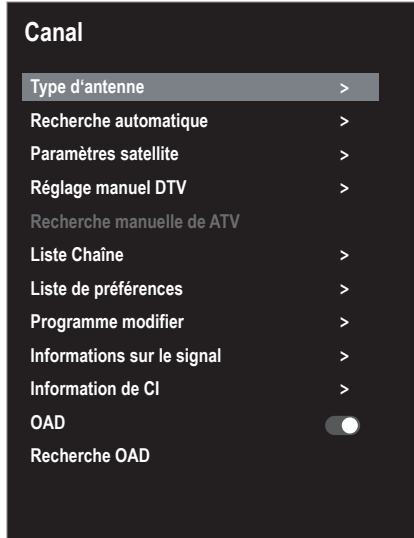 Canal
Type d‘antenne >
Recherche automatique >
Paramètres satellite >
Réglage manuel DTV >
Recherche manuelle de ATV
Liste Chaîne >
Liste de préférences >
Programme modifier >
Informations sur le signal >
Information de CI >
OAD
Recherche OAD